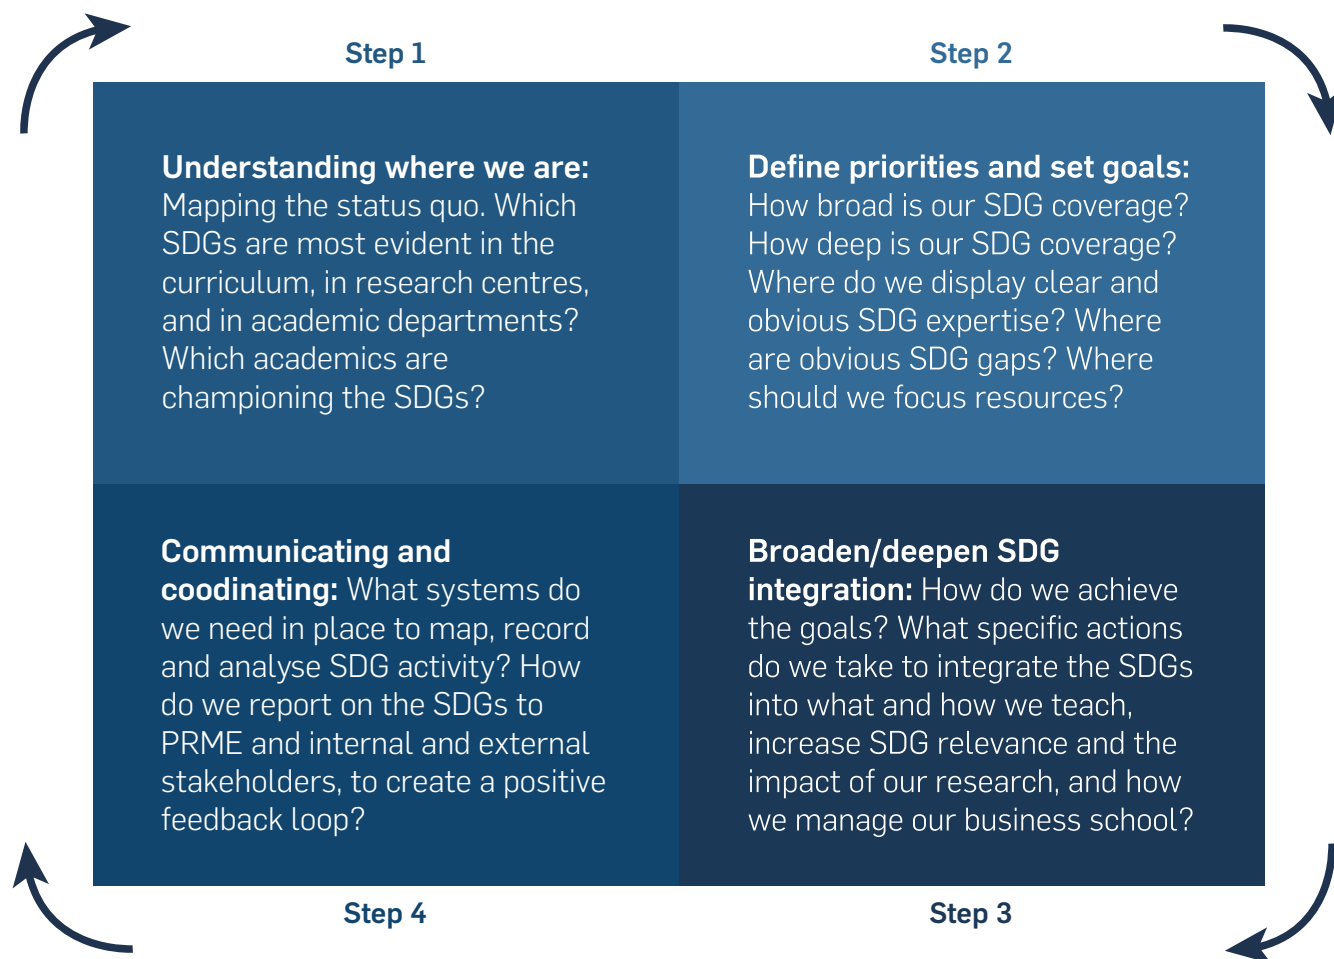 Step 1
Understanding where we are:
Mapping the status quo. Which
SDGs are most evident in the
curriculum, in research centres,
and in academic departments?
Which academics are
championing the SDGs?
Step 2
Define priorities and set goals:
How broad is our SDG coverage?
How deep is our SDG coverage?
Where do we display clear and
obvious SDG expertise? Where
are obvious SDG gaps? Where
should we focus resources?
Broaden/deepen SDG
integration: How do we achieve
the goals? What specific actions
do we take to integrate the SDGs
into what and how we teach,
increase SDG relevance and the
impact of our research, and how
we manage our business school?
Step 3
Communicating and
coodinating: What systems do
we need in place to map, record
and analyse SDG activity? How
do we report on the SDGs to
PRME and internal and external
stakeholders, to create a positive
feedback loop?
Step 4